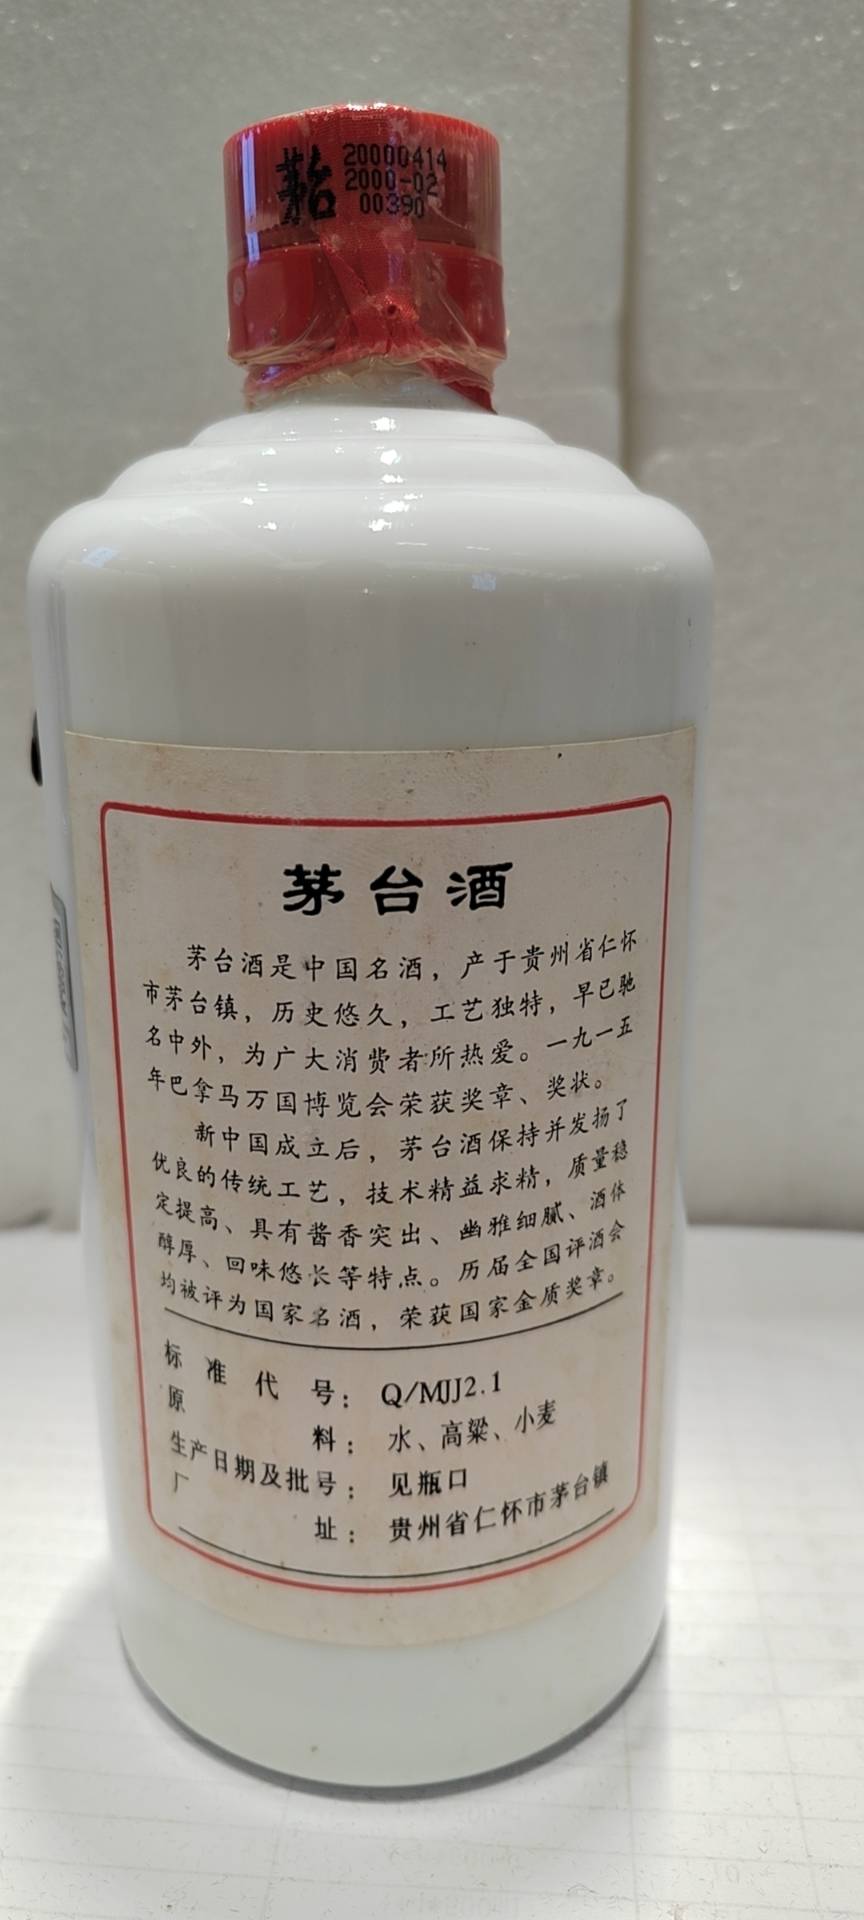 茅台
20000414
2000-02
00390
茅台酒
茅台酒是中国名酒，产于贵州省仁怀
市茅台镇，历史悠久，工艺独特，早已驰
名中外，为广大消费者所热爱。一九一五
年巴拿马万国博览会荣获奖章、奖状。
新中国成立后，茅台酒保持并发扬了
优良的传统工艺，技术精益求精，质量稳
定提高、具有酱香突出、幽雅细腻、酒体
醇厚、回味悠长等特点。历届全国评酒会
均被评为国家名酒，荣获国家金质奖章。
标准代号：Q/MJJ2.1
原料：水、高粱、小麦
生产日期及批号：见瓶口
厂址：贵州省仁怀市茅台镇